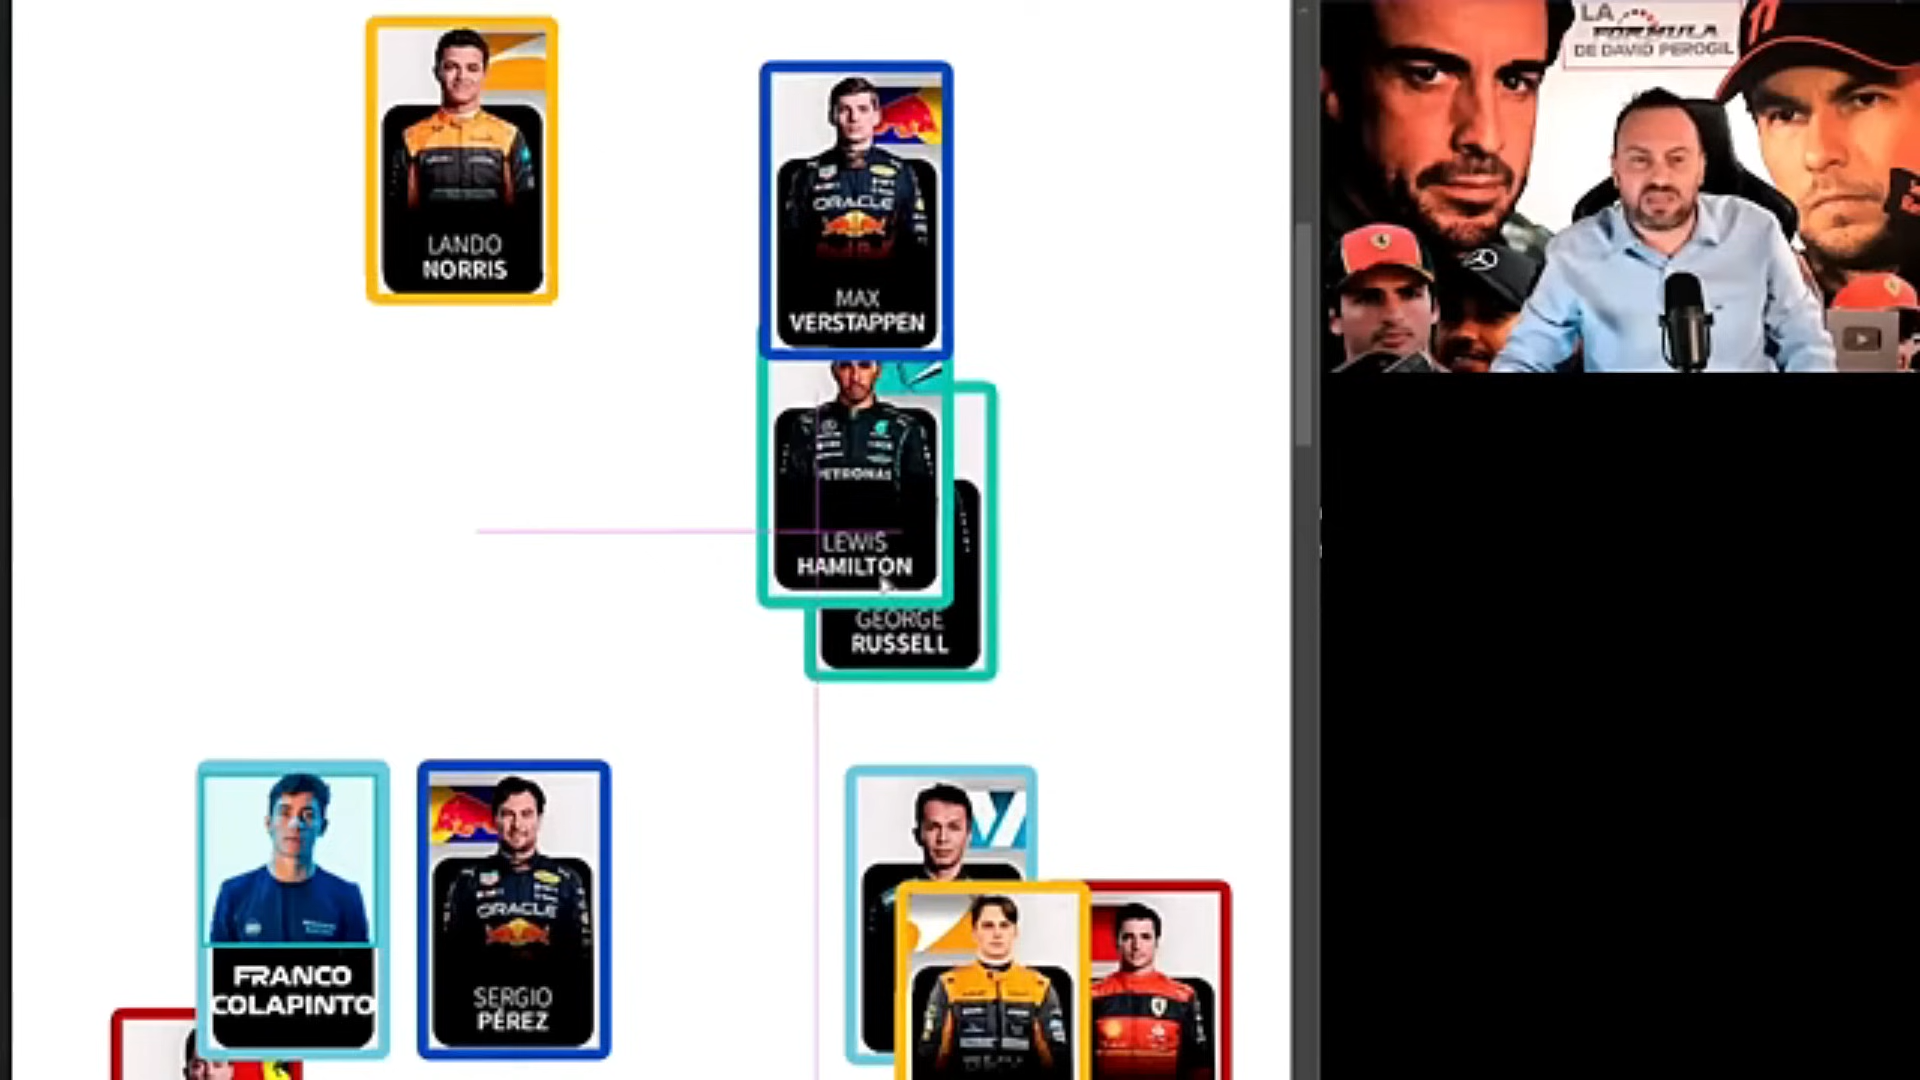 LANDO
NORRIS
ORACLE
MAX
VERSTAPPEN
PETRONAS
LEWIS
HAMILTON
GEORGE
RUSSELL
FRANCO
COLAPINTO
ORACLE
SERGIO
PÉREZ
LA
FORMULA
DE DAVID PEROGIL